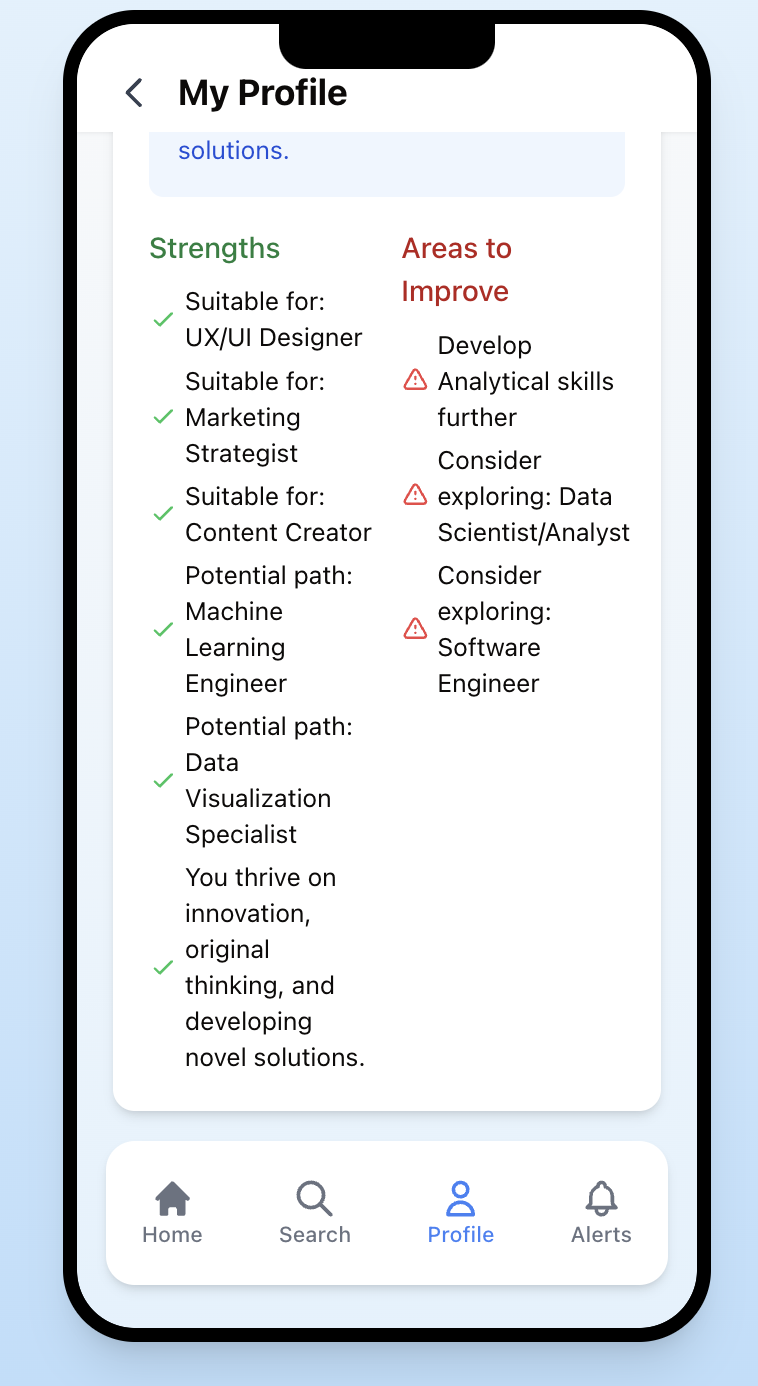 My Profile
solutions.
Strengths
Suitable for:
UX/UI Designer
Suitable for:
Marketing
Strategist
Suitable for:
Content Creator
Potential path:
Machine
Learning
Engineer
Potential path:
Data
Visualization
Specialist
You thrive on
innovation,
original
thinking, and
developing
novel solutions.
Areas to
Improve
Develop
Analytical skills
further
Consider
exploring: Data
Scientist/Analyst
Consider
exploring:
Software
Engineer
Home
Search
Profile
Alerts